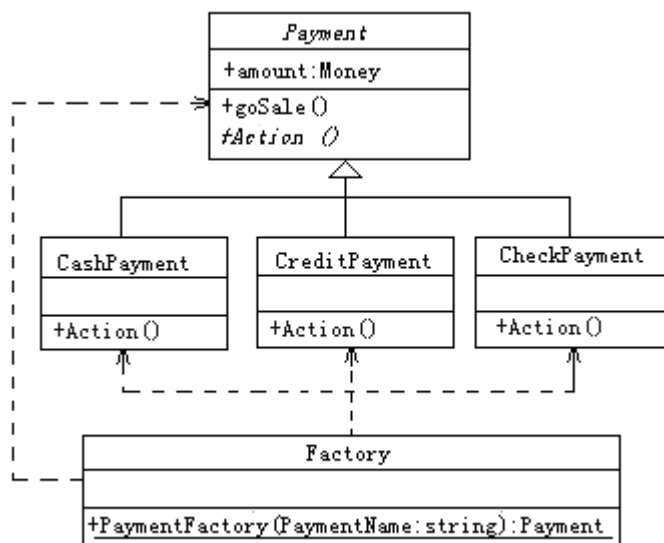 Payment
+amount:Money
+goSale()
#Action ()
CashPayment
CreditPayment
CheckPayment
+Action()
+Action()
+Action()
Factory
+PaymentFactory(PaymentName:string):Payment